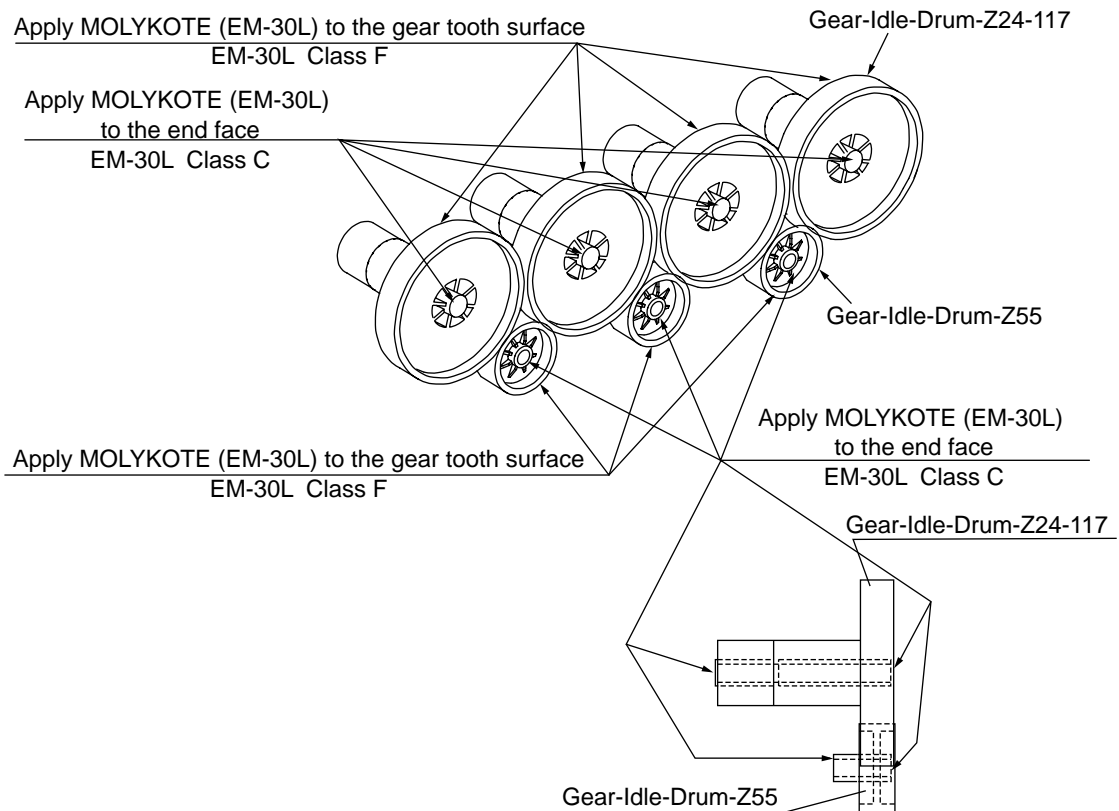 Apply MOLYKOTE (EM-30L) to the gear tooth surface
EM-30L Class F
Gear-Idle-Drum-Z24-117
Apply MOLYKOTE (EM-30L)
to the end face
EM-30L Class C
Gear-Idle-Drum-Z55
Apply MOLYKOTE (EM-30L)
to the end face
EM-30L Class C
Apply MOLYKOTE (EM-30L) to the gear tooth surface
EM-30L Class F
Gear-Idle-Drum-Z24-117
Gear-Idle-Drum-Z55